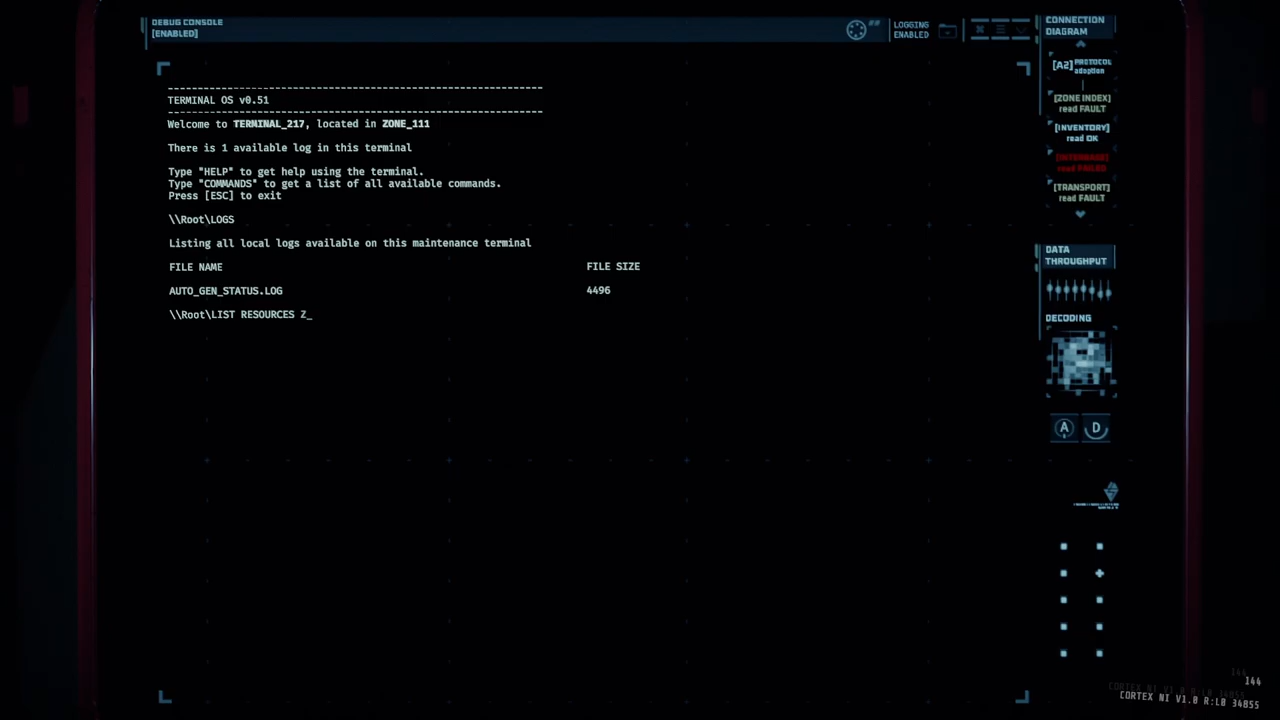 DEBUG CONSOLE
[ENABLED]
LOGGING
ENABLED
--------------------------------------------------------------
TERMINAL OS v0.51
--------------------------------------------------------------
Welcome to TERMINAL_217, located in ZONE_111
There is 1 available log in this terminal
Type "HELP" to get help using the terminal.
Type "COMMANDS" to get a list of all available commands.
Press [ESC] to exit
\\Root\LOGS
Listing all local logs available on this maintenance terminal
FILE NAME FILE SIZE
AUTO_GEN_STATUS.LOG 4496
\\Root\LIST RESOURCES Z_
CONNECTION
DIAGRAM
[A2] PROTOCOL
adaption
[ZONE INDEX]
read FAULT
[INVENTORY]
read OK
read FAILED
[TRANSPORT]
read FAULT
DATA
THROUGHPUT
DECODING
A D
144
CORTEX NI V1.0 R:L0 34855